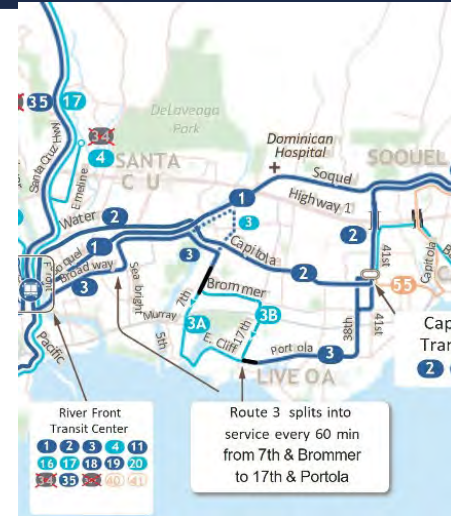 35 17
DeLaveaga
Park
34
4
SANTA
C U
Dominican
Hospital
SOQUEL
Santa Cruz Hwy
Emeline
Soquel
Highway 1
1
3
Water 2
2
1
Soquel
Capitola
41st
Capitola
Front
Broadway
3
3
2
55
Seabright
7th
Brommer
3A
3B
Murray
5th
E. Cliff
17th
38th
41st
Pacific
Portola 3
LIVE OA
Cap
Tran
2
River Front
Transit Center
1 2 3 4 11
16 17 18 19 20
34 35 40 41
Route 3 splits into
service every 60 min
from 7th & Brommer
to 17th & Portola